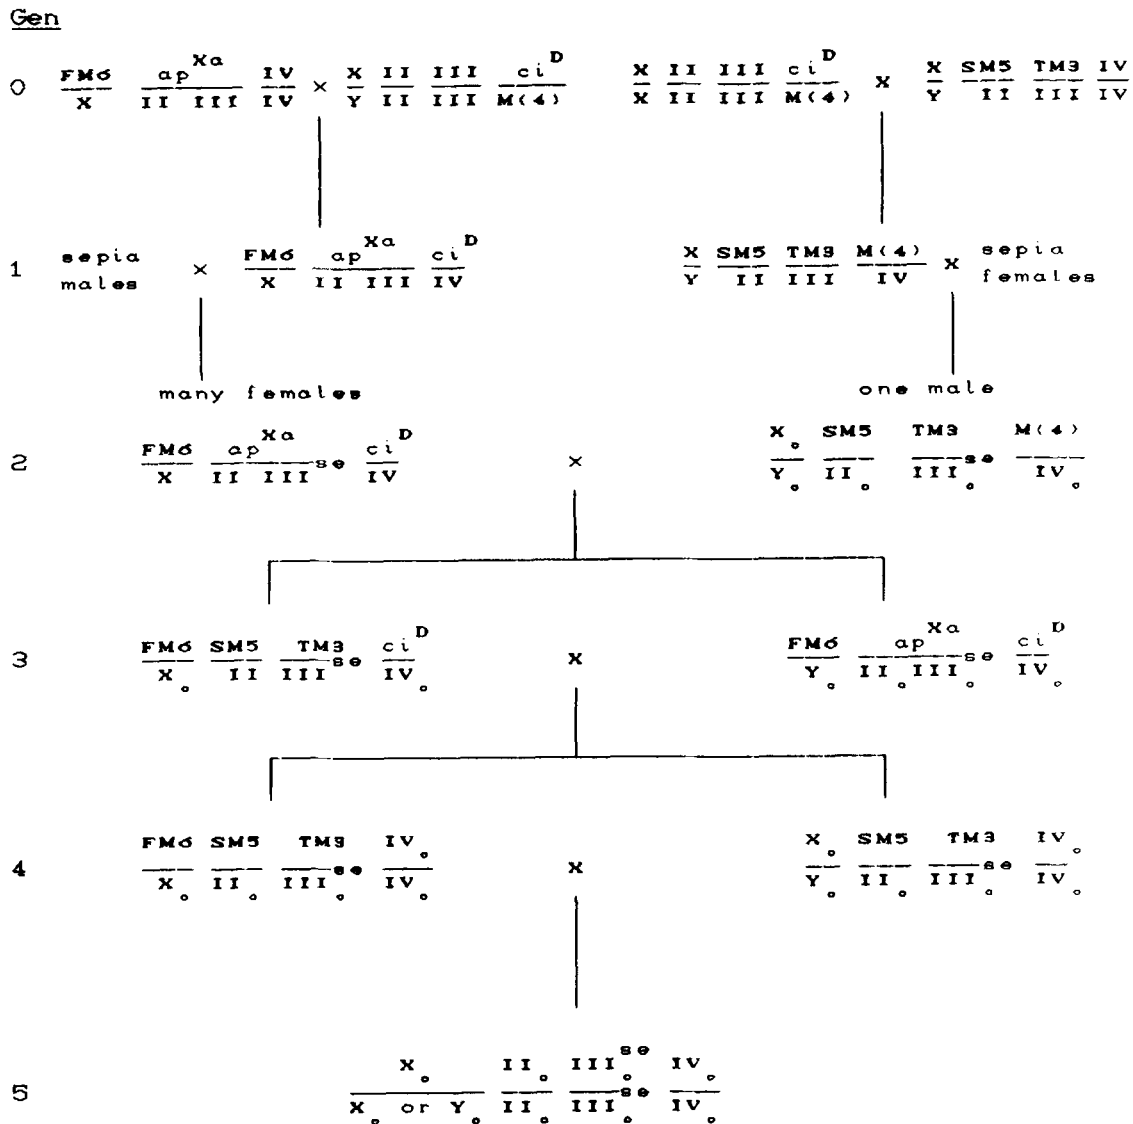 Gen
0 FM6 ap^Xa IV × X II III ci^D X II III ci^D × X SM5 TM3 IV
X II III IV Y II III M(4) X II III M(4) Y II III IV
1 sepia × FM6 ap^Xa ci^D X SM5 TM3 M(4) × sepia
males X II III IV Y II III IV females
many females one male
2 FM6 ap^Xa se ci^D × X₀ SM5 TM3 se M(4)
X II III IV Y₀ II₀ III₀ IV₀
3 FM6 SM5 TM3 se ci^D × FM6 ap^Xa se ci^D
X₀ II III IV₀ Y₀ II₀ III₀ IV₀
4 FM6 SM5 TM3 se IV₀ × X₀ SM5 TM3 se IV₀
X₀ II₀ III₀ IV₀ Y₀ II₀ III₀ IV₀
5 X₀ II₀ III₀^se IV₀
X₀ or Y₀ II₀ III₀^se IV₀